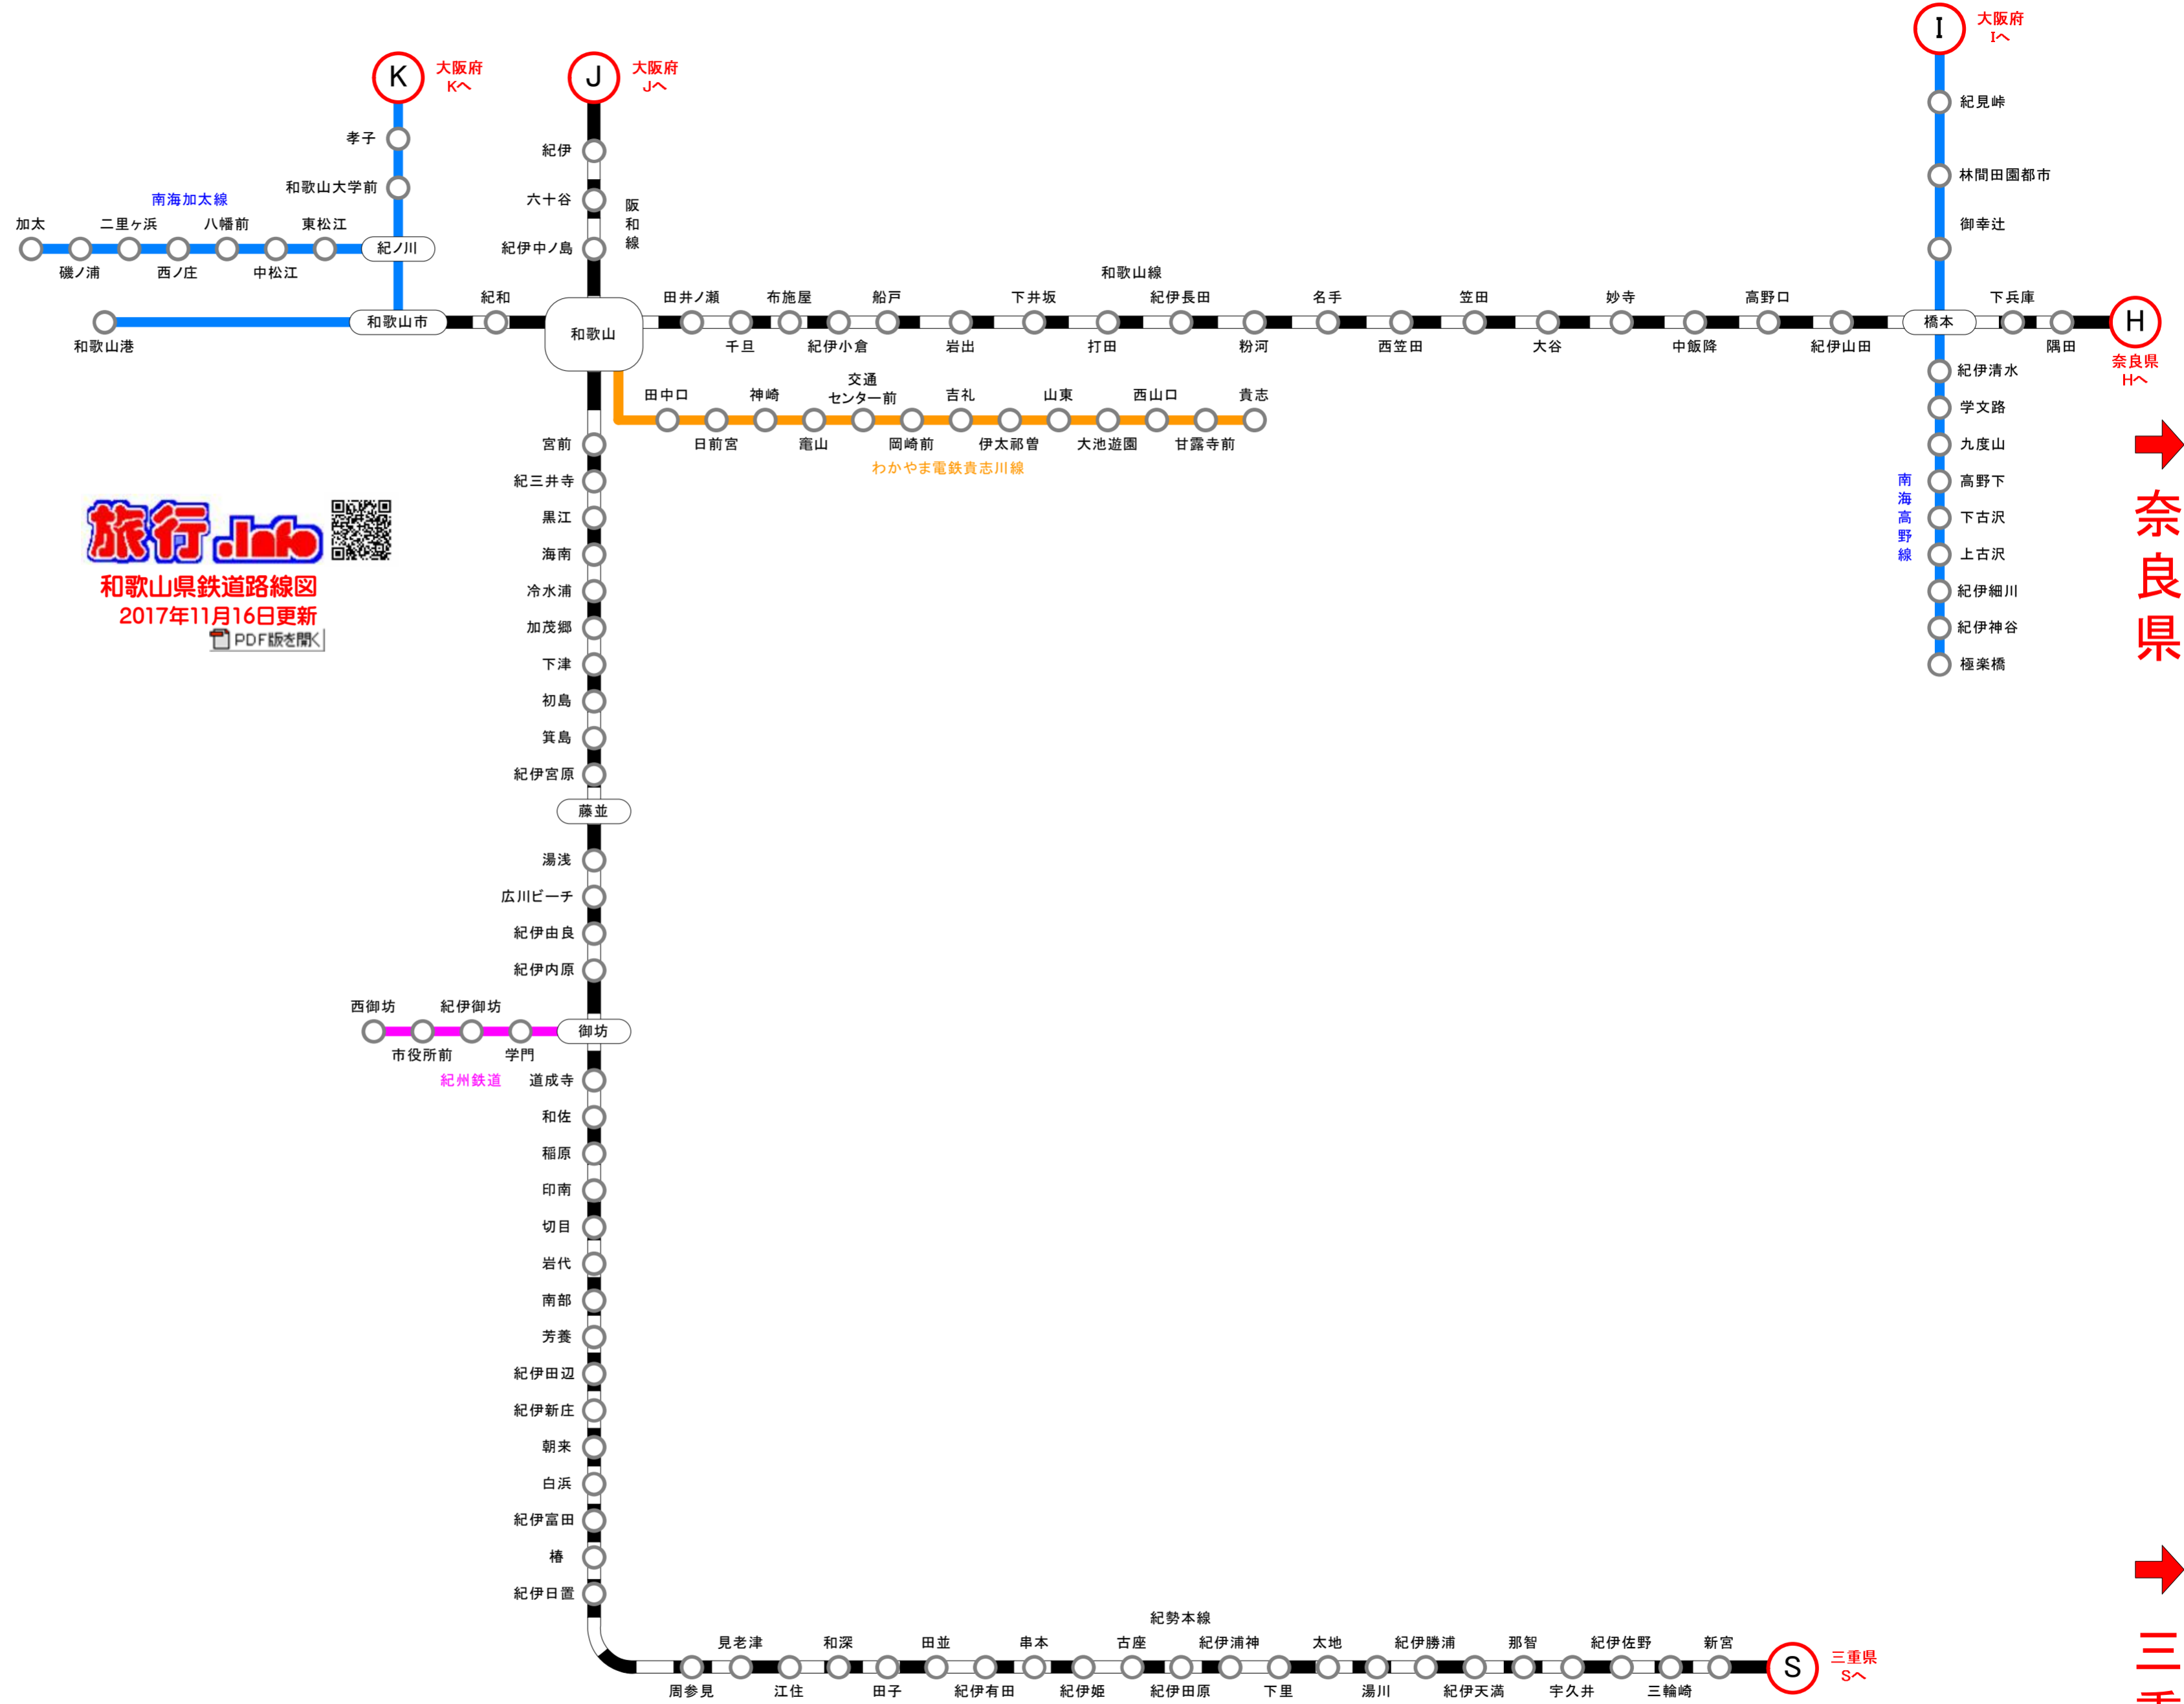 I
大阪府
Iへ
K
大阪府
Kへ
J
大阪府
Jへ
紀見峠
孝子
紀伊
林間田園都市
和歌山大学前
六十谷
阪和線
南海加太線
御幸辻
加太
二里ヶ浜
八幡前
東松江
紀ノ川
紀伊中ノ島
磯ノ浦
西ノ庄
中松江
和歌山線
紀和
田井ノ瀬
布施屋
船戸
下井坂
紀伊長田
名手
笠田
妙寺
高野口
下兵庫
和歌山市
和歌山
橋本
H
和歌山港
千旦
紀伊小倉
岩出
打田
粉河
西笠田
大谷
中飯降
紀伊山田
隅田
奈良県
Hへ
紀伊清水
学文路
九度山
高野下
下古沢
上古沢
紀伊細川
紀伊神谷
極楽橋
南海高野線
奈良県
田中口
神崎
交通
センター前
吉礼
山東
西山口
貴志
日前宮
竈山
岡崎前
伊太祁曽
大池遊園
甘露寺前
わかやま電鉄貴志川線
宮前
紀三井寺
黒江
海南
冷水浦
加茂郷
下津
初島
箕島
紀伊宮原
藤並
湯浅
広川ビーチ
紀伊由良
紀伊内原
旅行.Info
和歌山県鉄道路線図
2017年11月16日更新
PDF版を開く
西御坊
紀伊御坊
御坊
市役所前
学門
紀州鉄道
道成寺
和佐
稲原
印南
切目
岩代
南部
芳養
紀伊田辺
紀伊新庄
朝来
白浜
紀伊富田
椿
紀伊日置
紀勢本線
見老津
和深
田並
串本
古座
紀伊浦神
太地
紀伊勝浦
那智
紀伊佐野
新宮
S
三重県
Sへ
周参見
江住
田子
紀伊有田
紀伊姫
紀伊田原
下里
湯川
紀伊天満
宇久井
三輪崎
三